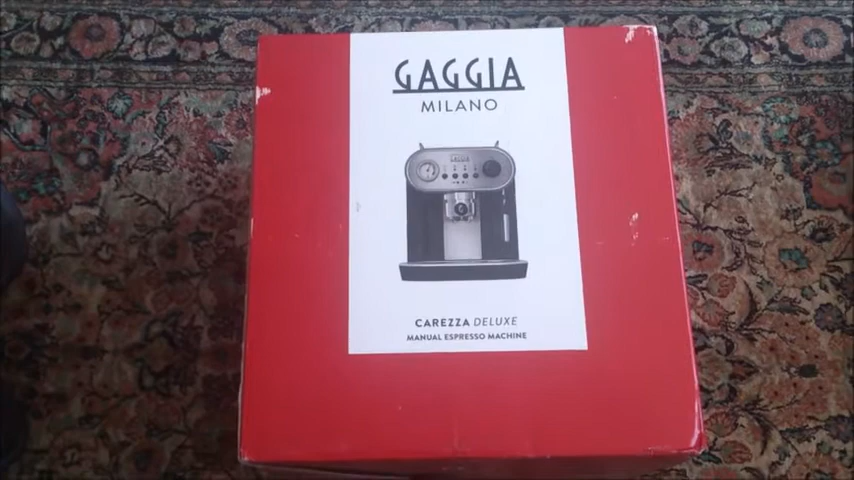 GAGGIA
MILANO
CAREZZA DELUXE
MANUAL ESPRESSO MACHINE